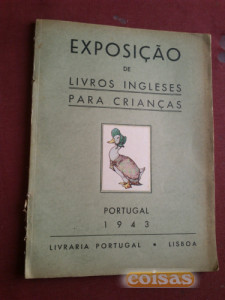 EXPOSIÇÃO
DE
LIVROS INGLESES
PARA CRIANÇAS
PORTUGAL
1943
LIVRARIA PORTUGAL • LISBOA
coisas